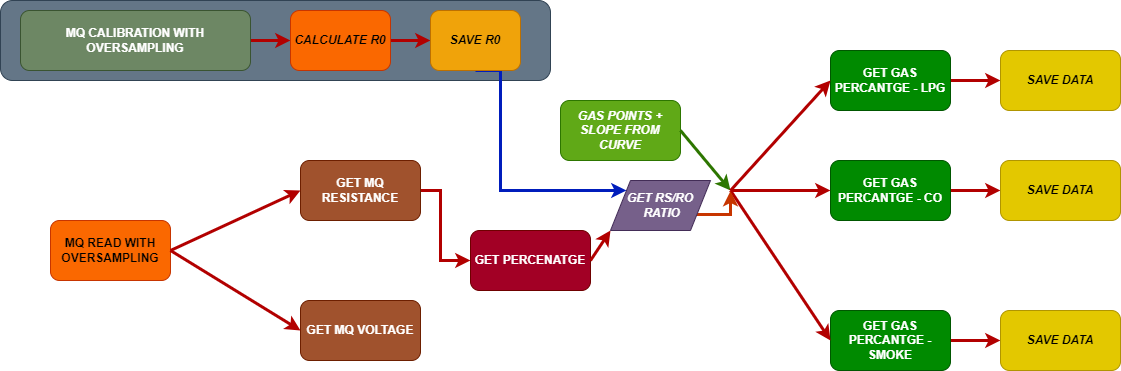 MQ CALIBRATION WITH
OVERSAMPLING
CALCULATE R0
SAVE R0
GET GAS
PERCANTGE - LPG
SAVE DATA
GAS POINTS +
SLOPE FROM
CURVE
GET MQ
RESISTANCE
GET RS/RO
RATIO
GET GAS
PERCANTGE - CO
SAVE DATA
MQ READ WITH
OVERSAMPLING
GET PERCENATGE
GET MQ VOLTAGE
GET GAS
PERCANTGE -
SMOKE
SAVE DATA